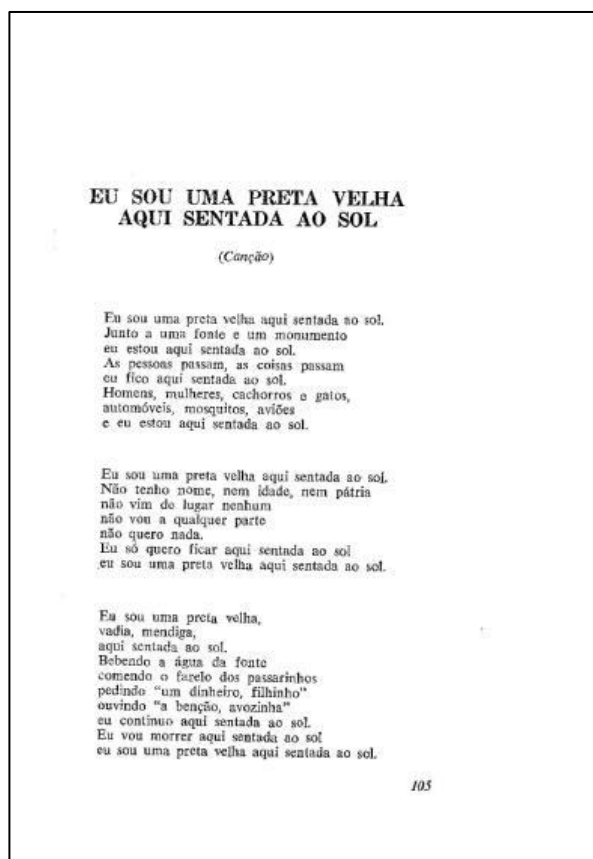 EU SOU UMA PRETA VELHA
AQUI SENTADA AO SOL
(Canção)
Eu sou uma preta velha aqui sentada ao sol.
Junto a uma fonte e um monumento
eu estou aqui sentada ao sol.
As pessoas passam, as coisas passam
eu fico aqui sentada ao sol.
Homens, mulheres, cachorros e gatos,
automóveis, mosquitos, aviões
e eu estou aqui sentada ao sol.
Eu sou uma preta velha aqui sentada ao sol.
Não tenho nome, nem idade, nem pátria
não vim de lugar nenhum
não vou a qualquer parte
não quero nada.
Eu só quero ficar aqui sentada ao sol
eu sou uma preta velha aqui sentada ao sol.
Eu sou uma preta velha,
vadia, mendiga,
aqui sentada ao sol.
Bebendo a água da fonte
comendo o farelo dos passarinhos
pedindo "um dinheiro, filhinho"
ouvindo "a benção, avozinha"
eu continuo aqui sentada ao sol.
Eu vou morrer aqui sentada ao sol
eu sou uma preta velha aqui sentada ao sol.
105